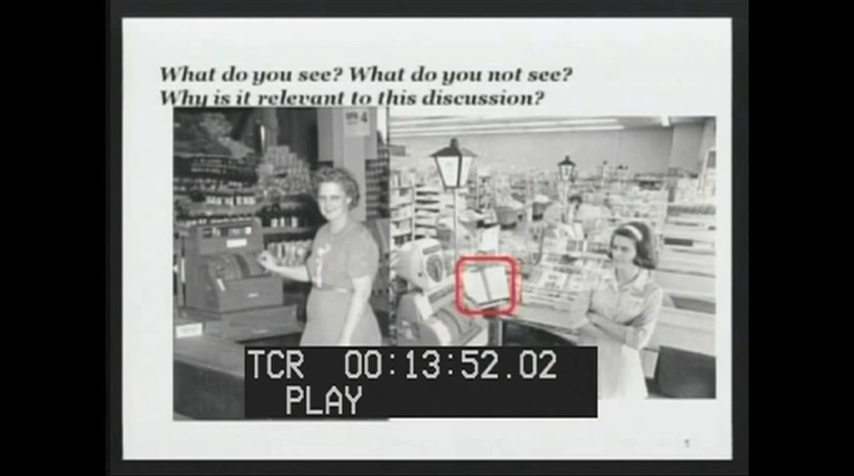 What do you see? What do you not see?
Why is it relevant to this discussion?
4
TCR 00:13:52.02
PLAY